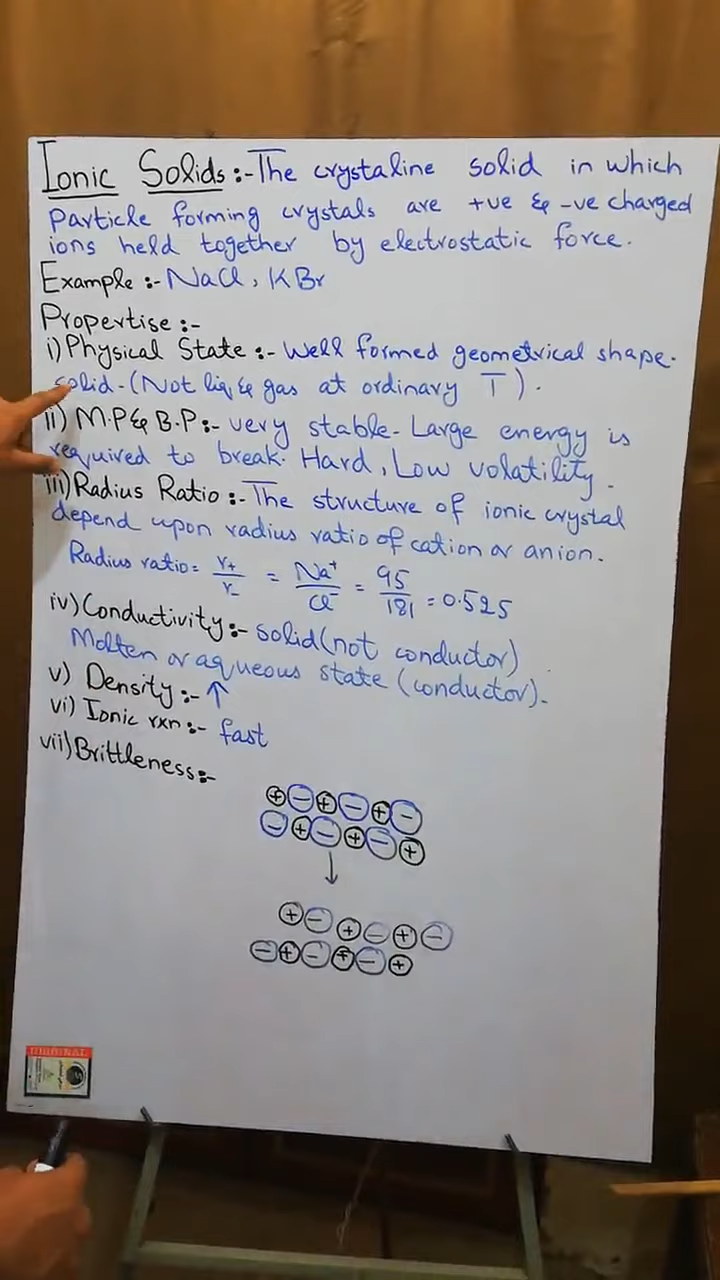 Ionic Solids:- The crystaline solid in which
Particle forming crystals are +ve & -ve charged
ions held together by electrostatic force.
Example:- NaCl, KBr
Propertise:-
i) Physical State:- Well formed geometrical shape.
solid-(Not liq & gas at ordinary T).
ii) M.P & B.P:- very stable- Large energy is
required to break. Hard, Low volatility.
iii) Radius Ratio:- The structure of ionic crystal
depend upon radius ratio of cation or anion.
Radius ratio = r+/r- = Na+/Cl- = 95/181 = 0.525
iv) Conductivity:- solid (not conductor)
Molten or aqueous state (conductor).
v) Density:- ↑
vi) Ionic rxn:- fast
vii) Brittleness:-
+ - + - + -
- + - + - +
↓
+ - + - + -
- + - + - +
ORIGINAL